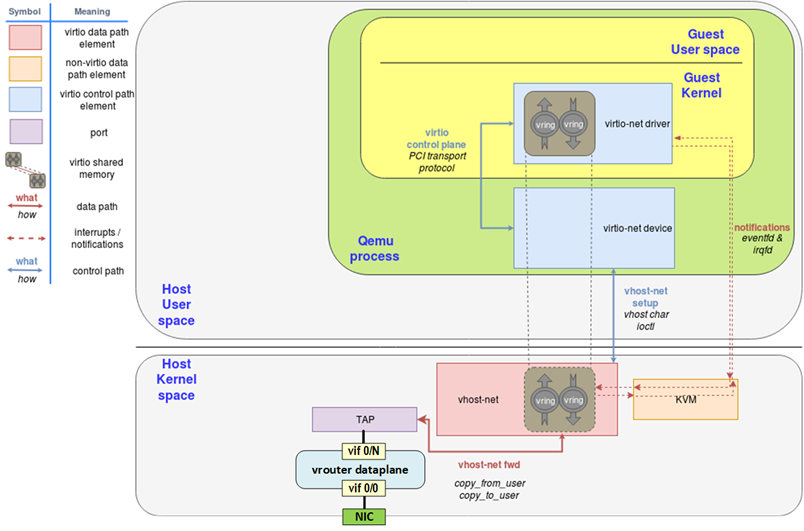 Symbol
Meaning
virtio data path
element
non-virtio data
path element
virtio control path
element
port
virtio shared
memory
what
how
data path
interrupts /
notifications
what
how
control path
Guest
User space
Guest
Kernel
vring
vring
virtio-net driver
virtio
control plane
PCI transport
protocol
virtio-net device
Qemu
process
notifications
eventfd &
irqfd
Host
User
space
vhost-net
setup
vhost char
ioctl
Host
Kernel
space
vhost-net
vring
vring
KVM
TAP
vif 0/N
vrouter dataplane
vif 0/0
NIC
vhost-net fwd
copy_from_user
copy_to_user